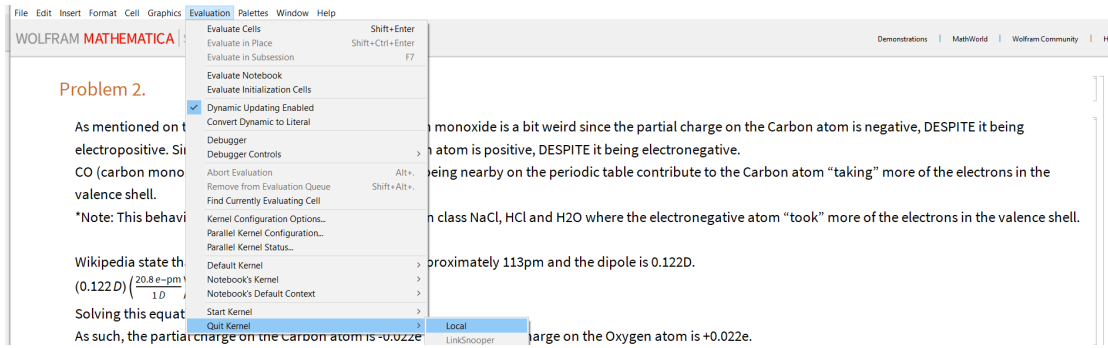 File Edit Insert Format Cell Graphics Evaluation Palettes Window Help
WOLFRAM MATHEMATICA
Demonstrations | MathWorld | Wolfram Community | H
Evaluate Cells Shift+Enter
Evaluate in Place Shift+Ctrl+Enter
Evaluate in Subsession F7
Evaluate Notebook
Evaluate Initialization Cells
Dynamic Updating Enabled
Convert Dynamic to Literal
Debugger
Debugger Controls
Abort Evaluation Alt+.
Remove from Evaluation Queue Shift+Alt+.
Find Currently Evaluating Cell
Kernel Configuration Options...
Parallel Kernel Configuration...
Parallel Kernel Status...
Default Kernel
Notebook's Kernel
Notebook's Default Context
Start Kernel
Quit Kernel
Local
LinkSnooper
Problem 2.
As mentioned on monoxide is a bit weird since the partial charge on the Carbon atom is negative, DESPITE it being
electropositive. atom is positive, DESPITE it being electronegative.
CO (carbon mono being nearby on the periodic table contribute to the Carbon atom “taking” more of the electrons in the
valence shell.
*Note: This behavi class NaCl, HCl and H2O where the electronegative atom “took” more of the electrons in the valence shell.
Wikipedia state proximately 113pm and the dipole is 0.122D.
(0.122 D) (20.8 e-pm / 1 D
Solving this equat
As such, the partial charge on the Carbon atom is -0.022e harge on the Oxygen atom is +0.022e.